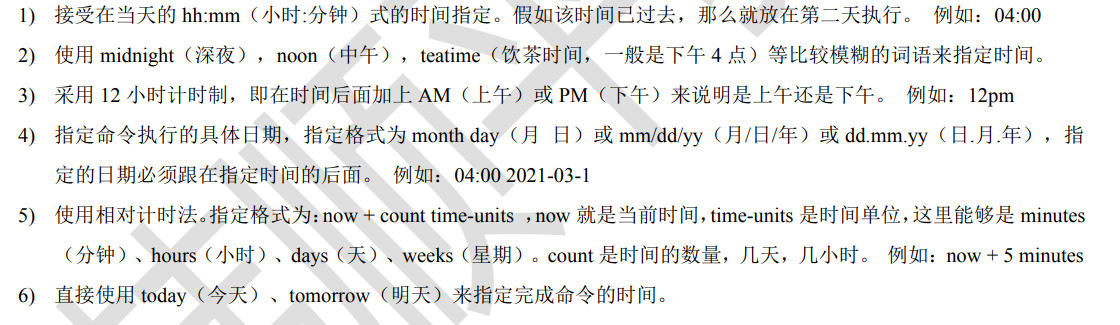 1) 接受在当天的 hh:mm（小时:分钟）式的时间指定。假如该时间已过去，那么就放在第二天执行。 例如：04:00
2) 使用 midnight（深夜），noon（中午），teatime（饮茶时间，一般是下午 4 点）等比较模糊的词语来指定时间。
3) 采用 12 小时计时制，即在时间后面加上 AM（上午）或 PM（下午）来说明是上午还是下午。 例如：12pm
4) 指定命令执行的具体日期，指定格式为 month day（月 日）或 mm/dd/yy（月/日/年）或 dd.mm.yy（日.月.年），指
定的日期必须跟在指定时间的后面。 例如：04:00 2021-03-1
5) 使用相对计时法。指定格式为：now + count time-units ，now 就是当前时间，time-units 是时间单位，这里能够是 minutes
（分钟）、hours（小时）、days（天）、weeks（星期）。count 是时间的数量，几天，几小时。 例如：now + 5 minutes
6) 直接使用 today（今天）、tomorrow（明天）来指定完成命令的时间。